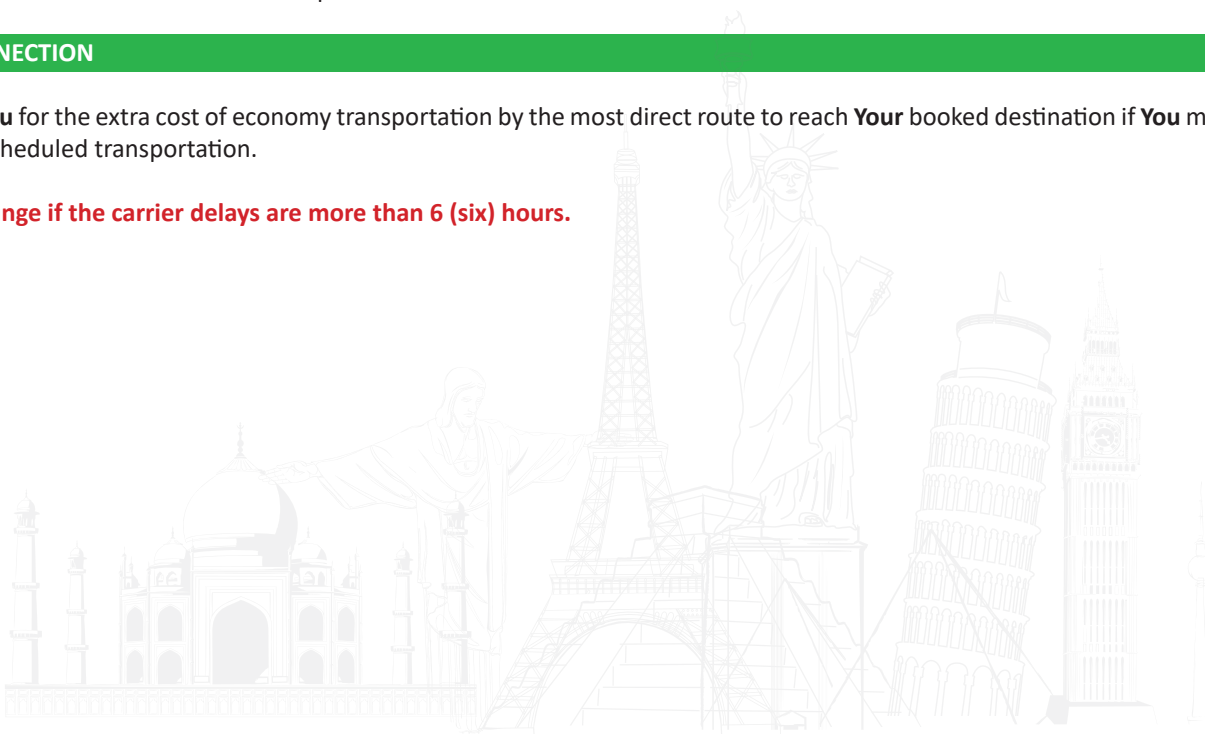 NECTION
u for the extra cost of economy transportation by the most direct route to reach Your booked destination if You m
heduled transportation.
nge if the carrier delays are more than 6 (six) hours.